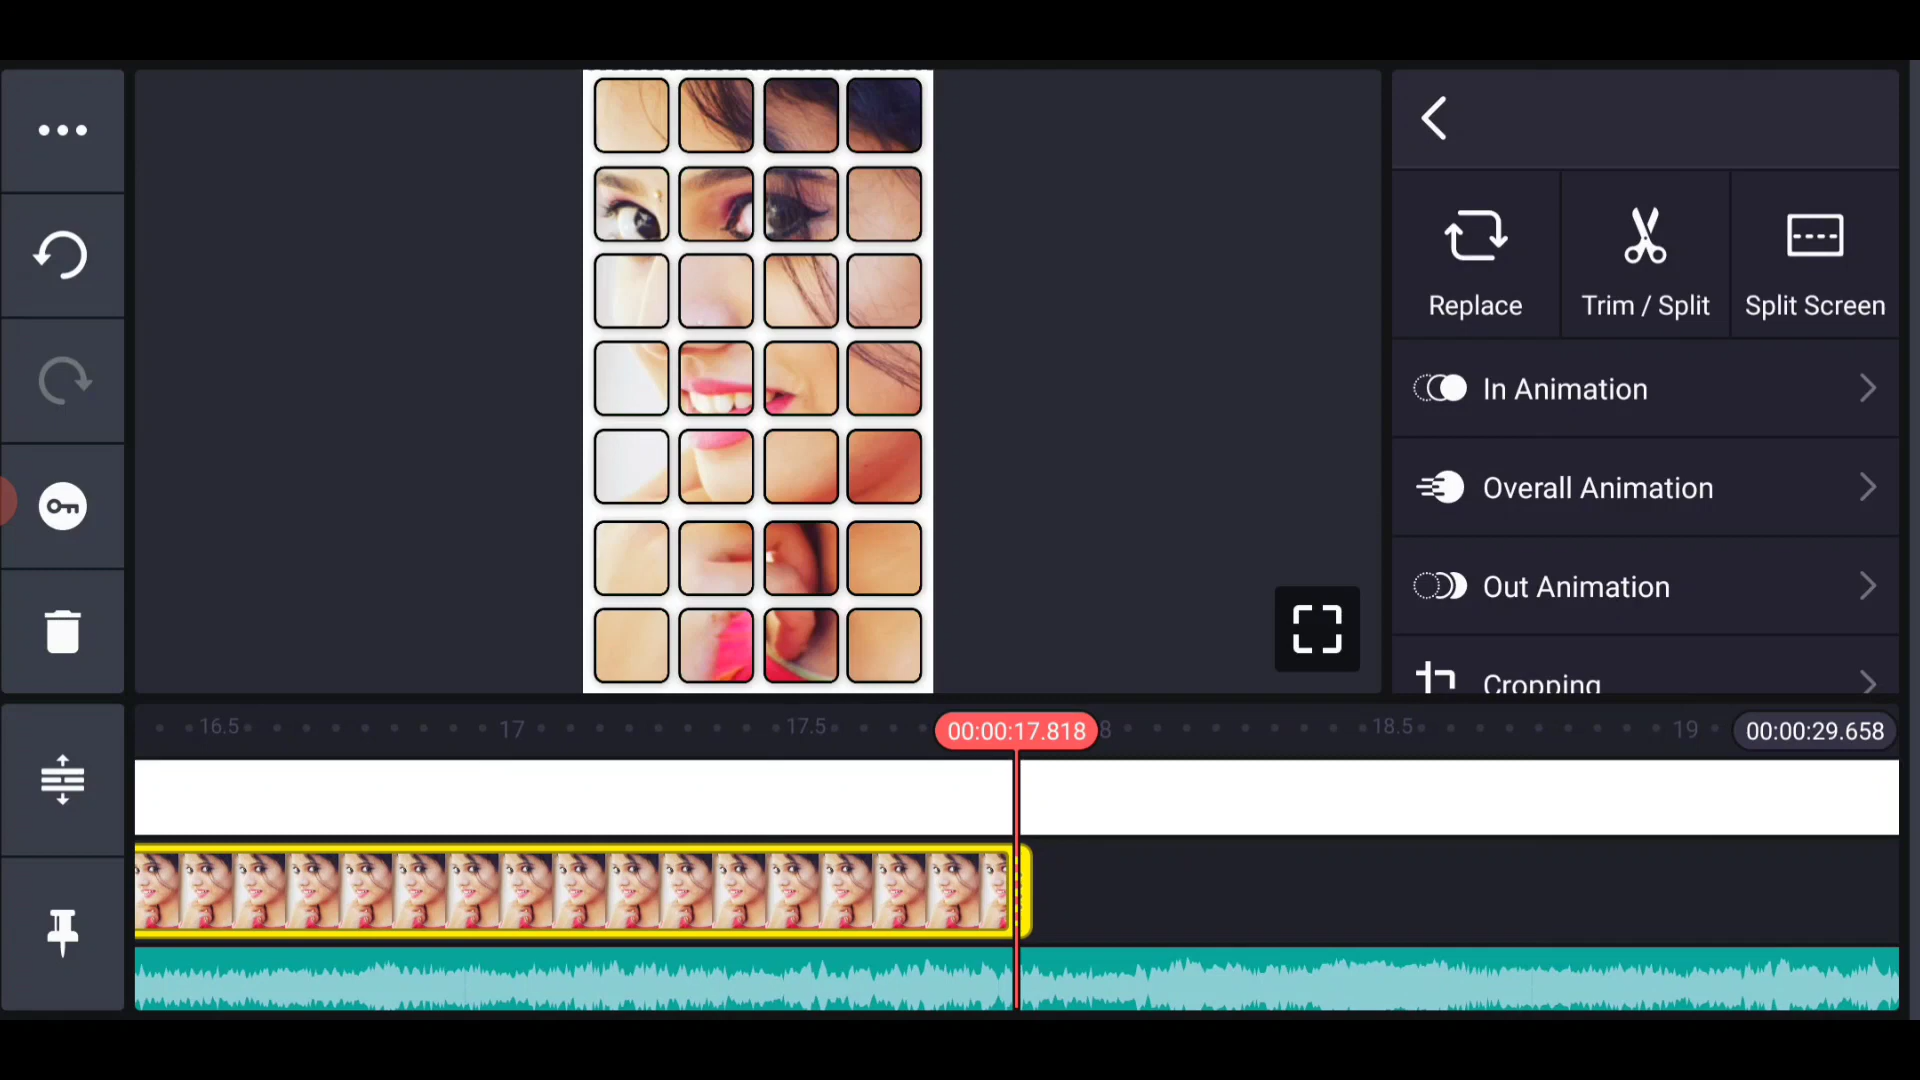 Replace
Trim / Split
Split Screen
In Animation
Overall Animation
Out Animation
Cropping
16.5
17
17.5
00:00:17.818
8
18.5
19
00:00:29.658